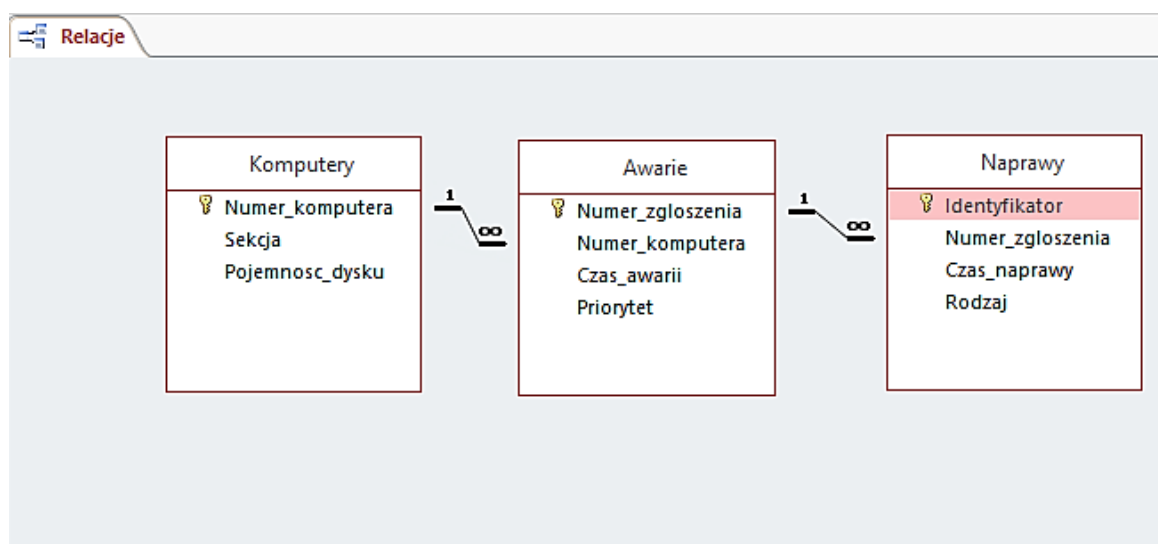 Relacje
Komputery
Numer_komputera
Sekcja
Pojemnosc_dysku
1
∞
Awarie
Numer_zgloszenia
Numer_komputera
Czas_awarii
Priorytet
1
∞
Naprawy
Identyfikator
Numer_zgloszenia
Czas_naprawy
Rodzaj